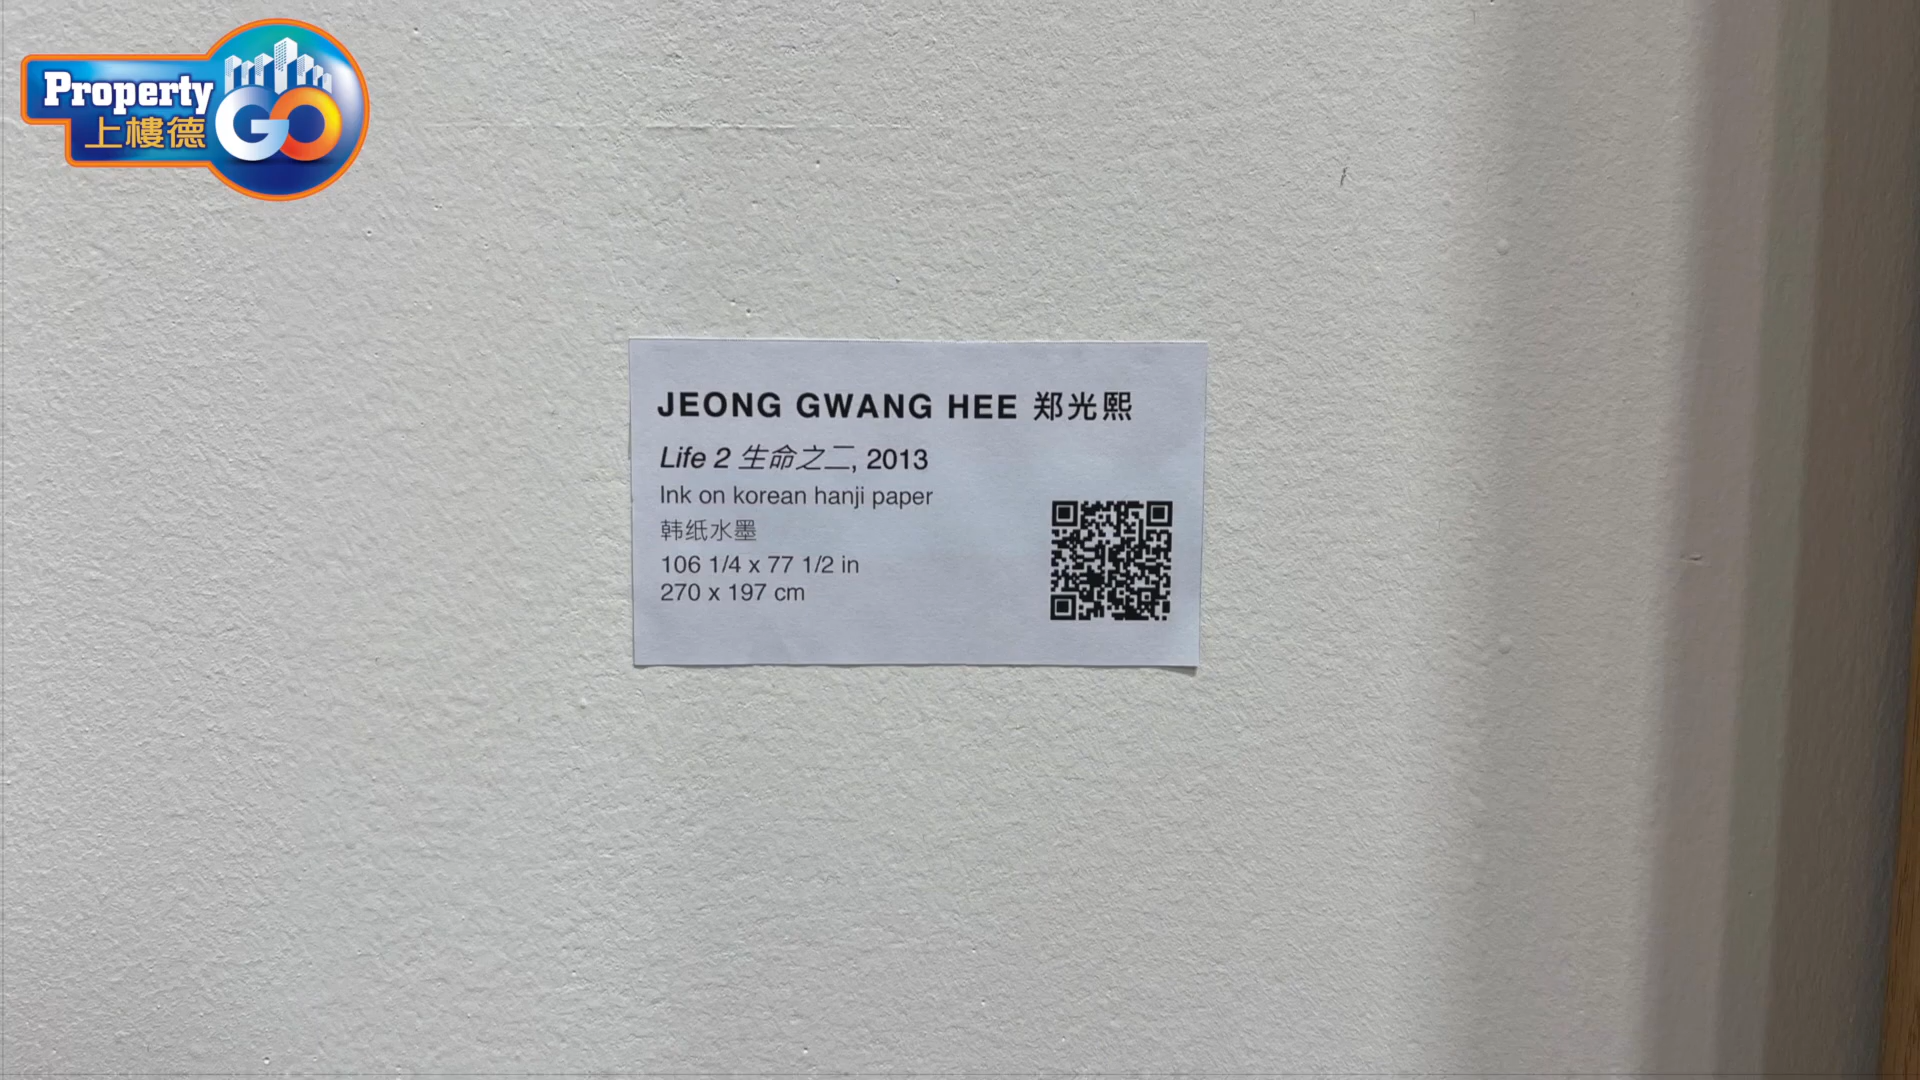 Property
上樓德
GO
JEONG GWANG HEE 郑光熙
Life 2 生命之二, 2013
Ink on korean hanji paper
韩纸水墨
106 1/4 x 77 1/2 in
270 x 197 cm